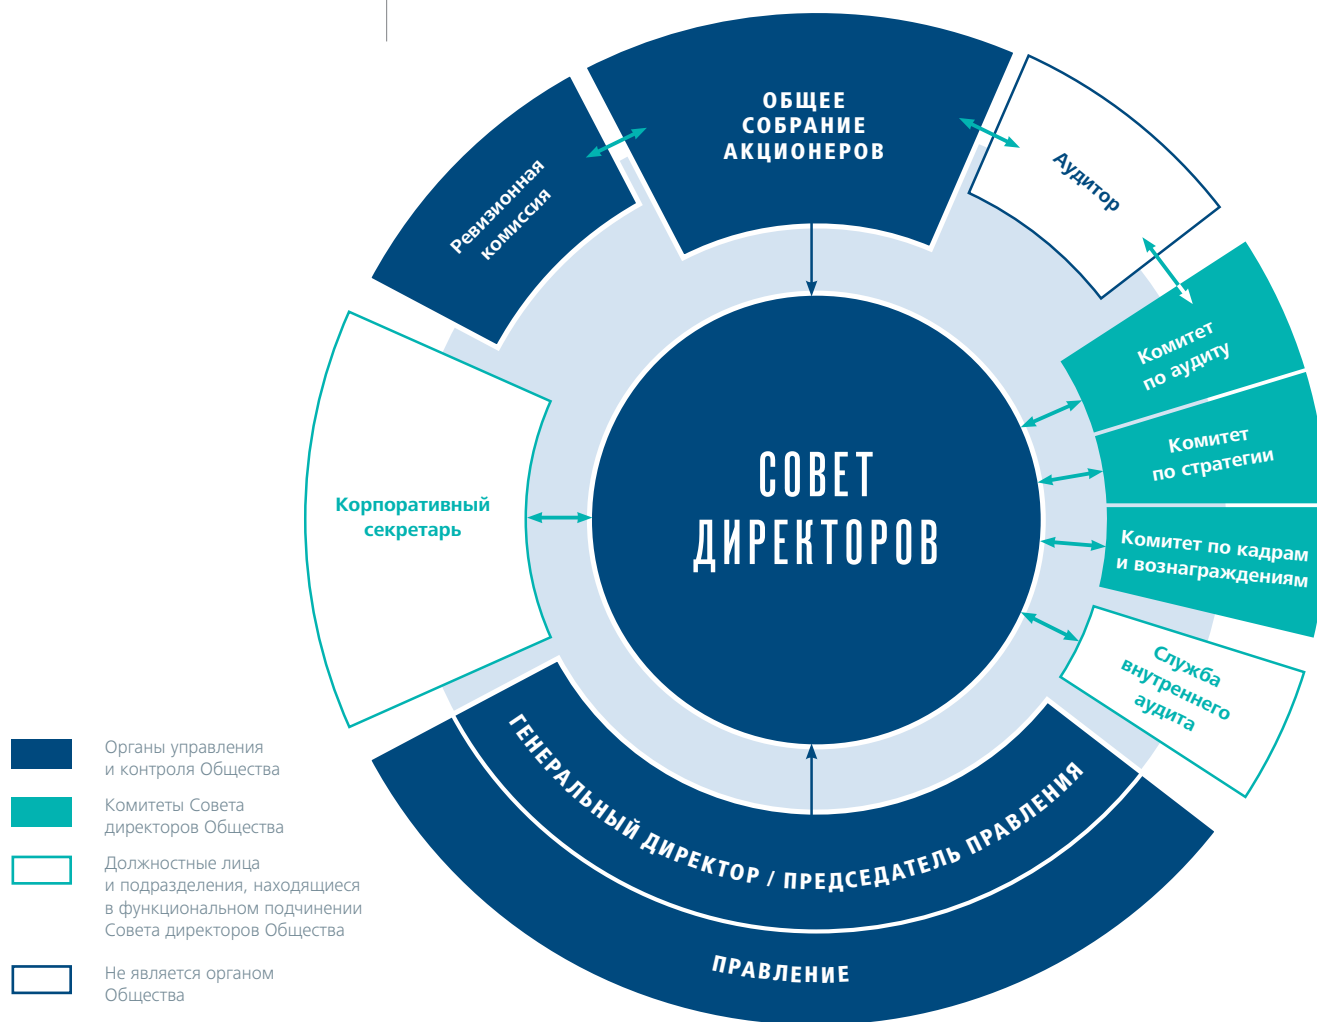 ОБЩЕЕ
СОБРАНИЕ
АКЦИОНЕРОВ
Аудитор
Ревизионная
комиссия
Комитет
по аудиту
Комитет
по стратегии
Комитет по кадрам
и вознаграждениям
Служба
внутреннего
аудита
Корпоративный
секретарь
СОВЕТ
ДИРЕКТОРОВ
ГЕНЕРАЛЬНЫЙ ДИРЕКТОР / ПРЕДСЕДАТЕЛЬ ПРАВЛЕНИЯ
ПРАВЛЕНИЕ
Органы управления
и контроля Общества
Комитеты Совета
директоров Общества
Должностные лица
и подразделения, находящиеся
в функциональном подчинении
Совета директоров Общества
Не является органом
Общества